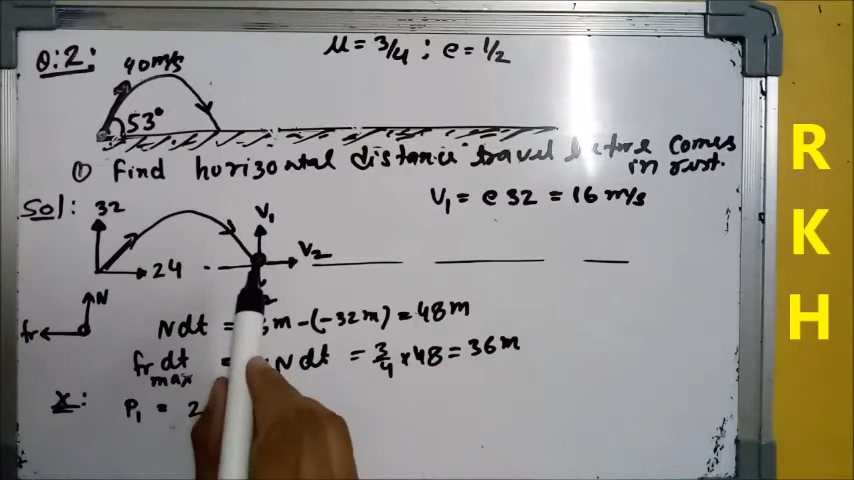 Q:2: 40m/s μ = 3/4 ; e = 1/2
53°
① find horizontal distance travel before comes
in rest.
Sol: 32 V₁ V₁ = e 32 = 16 m/s
24 V₂
N
fr
Ndt = m - (-32m) = 48m
fr dt = Ndt = 3/4 × 48 = 36m
max
X: P₁ = 2
R
K
H